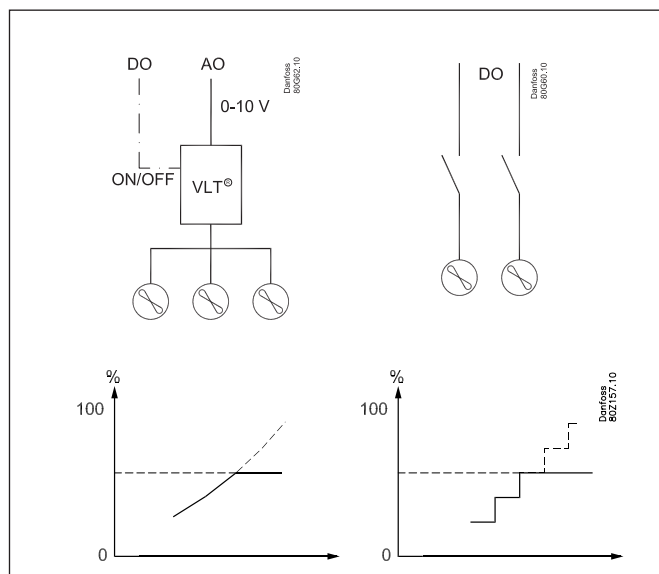 DO
AO
Danfoss
80G62.10
0-10 V
ON/OFF
VLT®
DO
Danfoss
80G60.10
%
100
0
%
100
0
Danfoss
80Z157.10